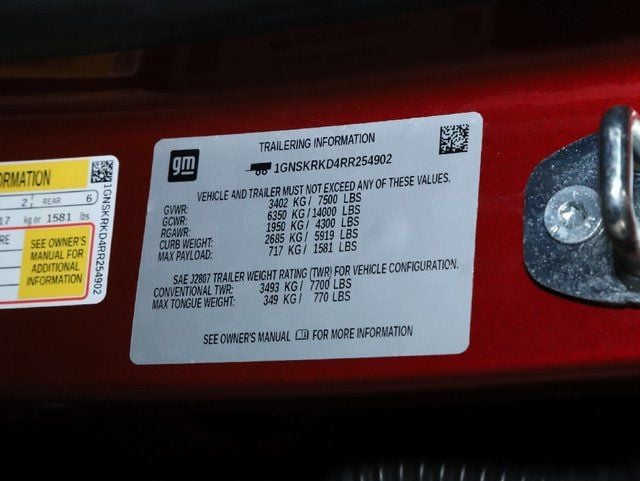 ORMATION
2 REAR 6
17 kg or 1581 lbs.
RE
SEE OWNER'S
MANUAL FOR
ADDITIONAL
INFORMATION
1GNSKRKD4RR254902
gm
TRAILERING INFORMATION
1GNSKRKD4RR254902
VEHICLE AND TRAILER MUST NOT EXCEED ANY OF THESE VALUES.
GVWR: 3402 KG/ 7500 LBS
GCWR: 6350 KG/14000 LBS
RGAWR: 1950 KG/ 4300 LBS
CURB WEIGHT: 2685 KG/ 5919 LBS
MAX PAYLOAD: 717 KG/ 1581 LBS
SAE J2807 TRAILER WEIGHT RATING (TWR) FOR VEHICLE CONFIGURATION.
CONVENTIONAL TWR: 3493 KG/ 7700 LBS
MAX TONGUE WEIGHT: 349 KG/ 770 LBS
SEE OWNER'S MANUAL FOR MORE INFORMATION